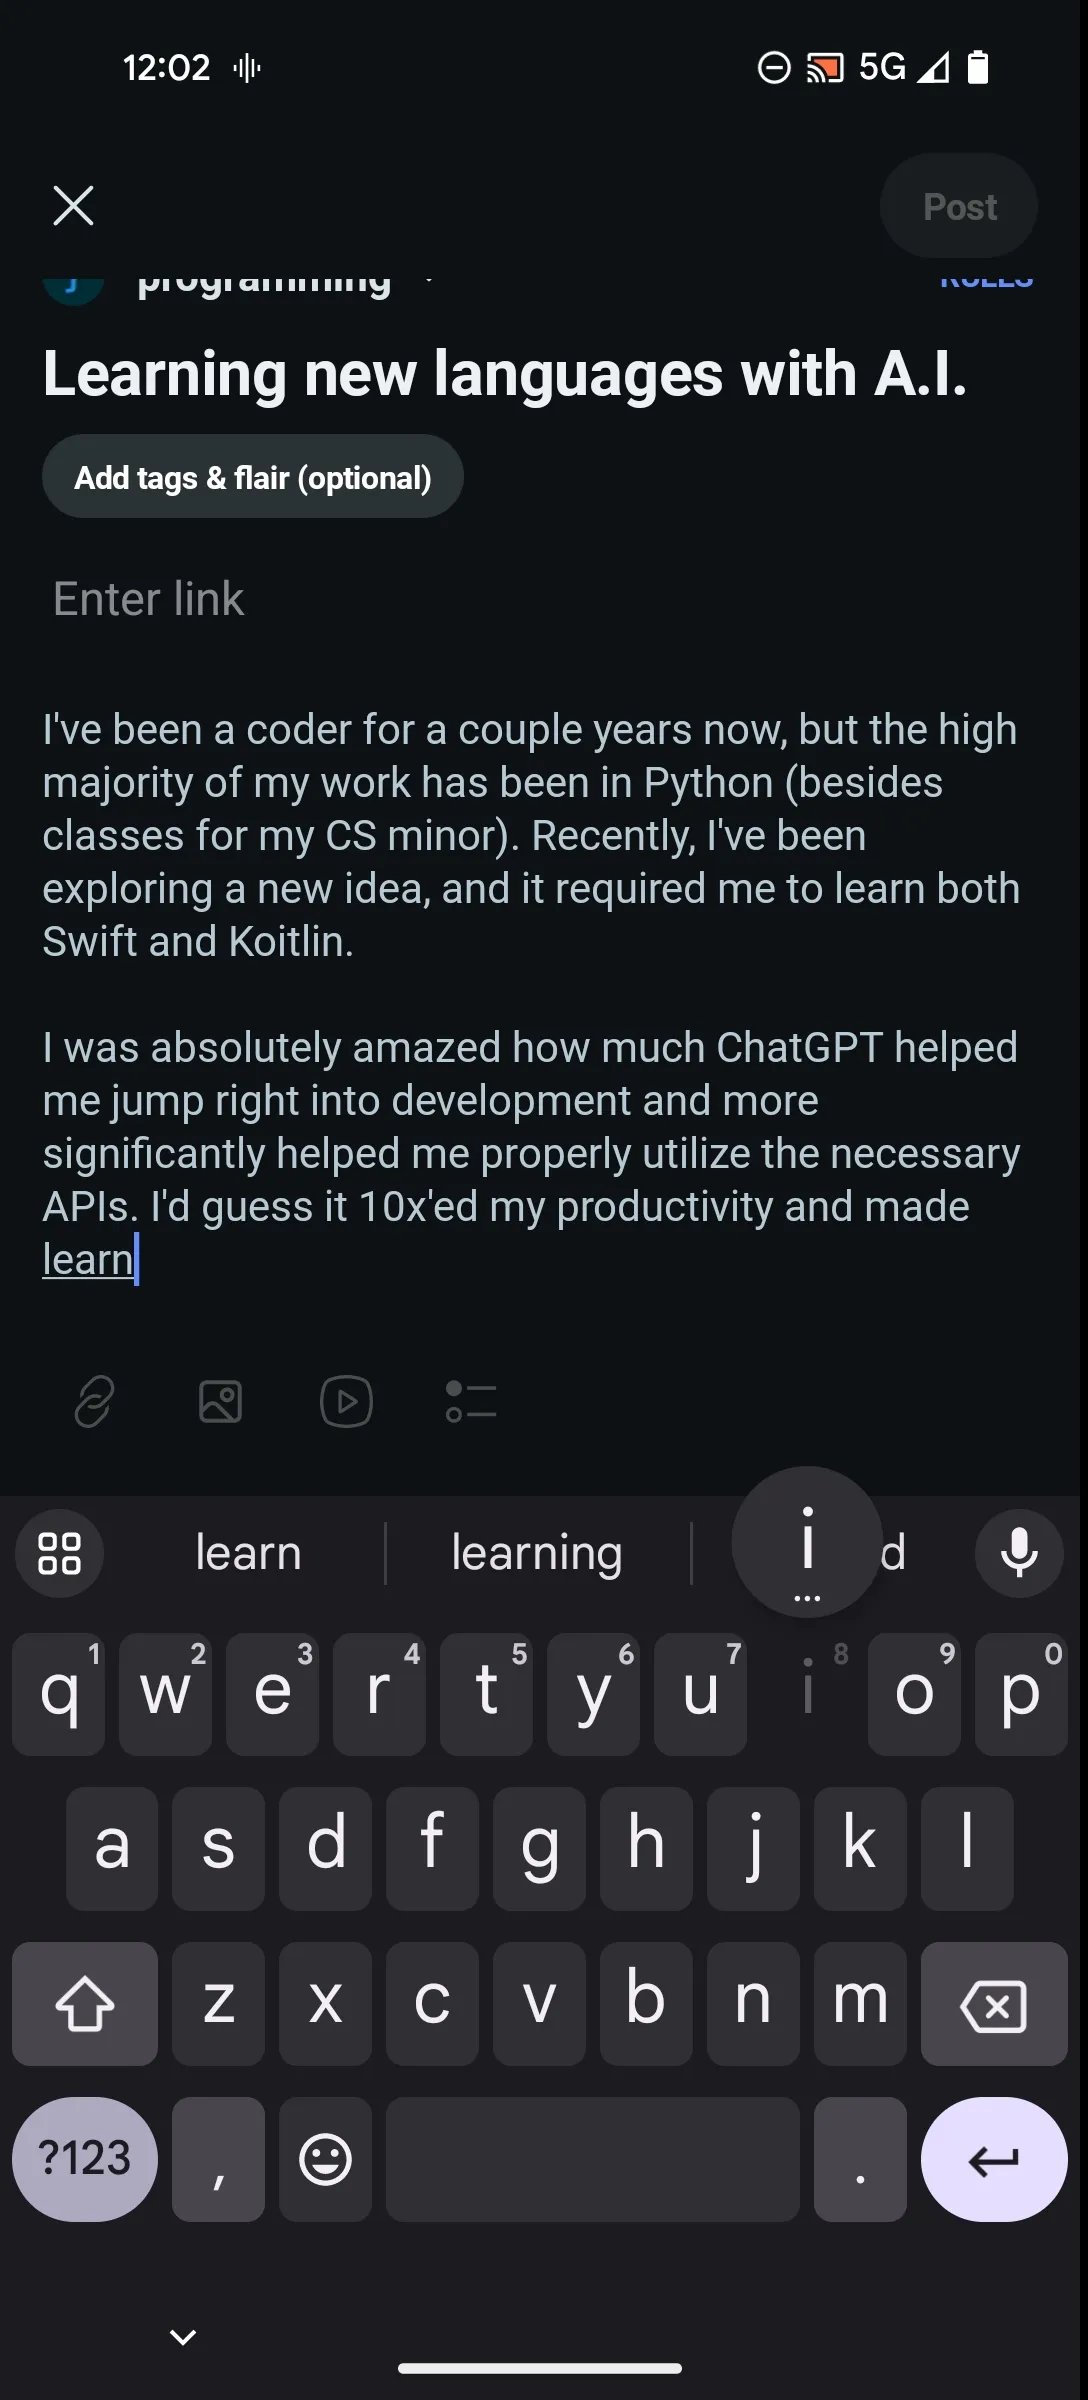 12:02 5G
Post
programming RULES
Learning new languages with A.I.
Add tags & flair (optional)
Enter link
I've been a coder for a couple years now, but the high
majority of my work has been in Python (besides
classes for my CS minor). Recently, I've been
exploring a new idea, and it required me to learn both
Swift and Koitlin.
I was absolutely amazed how much ChatGPT helped
me jump right into development and more
significantly helped me properly utilize the necessary
APIs. I'd guess it 10x'ed my productivity and made
learn
learn learning i d
...
1 2 3 4 5 6 7 8 9 0
q w e r t y u i o p
a s d f g h j k l
z x c v b n m
?123 , .